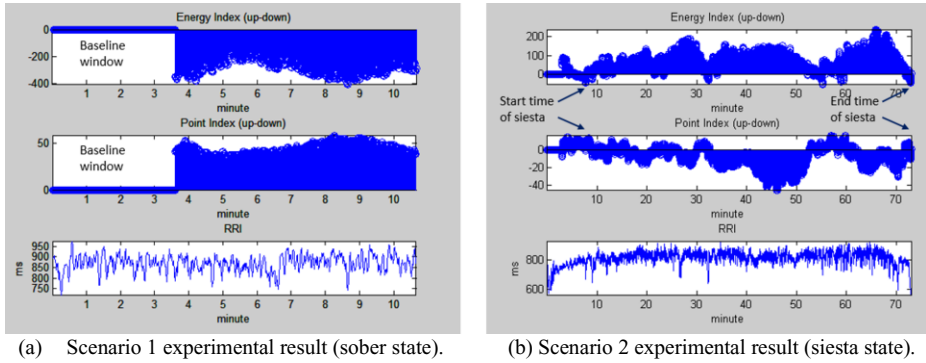 Energy Index (up-down)
0
-200
-400
Baseline
window
1 2 3 4 5 6 7 8 9 10
minute
Point Index (up-down)
50
0
Baseline
window
1 2 3 4 5 6 7 8 9 10
minute
RRI
950
900
850
800
750
ms
1 2 3 4 5 6 7 8 9 10
minute
(a) Scenario 1 experimental result (sober state).
Energy Index (up-down)
200
100
0
10 20 30 40 50 60 70
minute
Start time
of siesta
End time
of siesta
Point Index (up-down)
0
-20
-40
10 20 30 40 50 60 70
minute
RRI
800
600
ms
10 20 30 40 50 60 70
minute
(b) Scenario 2 experimental result (siesta state).